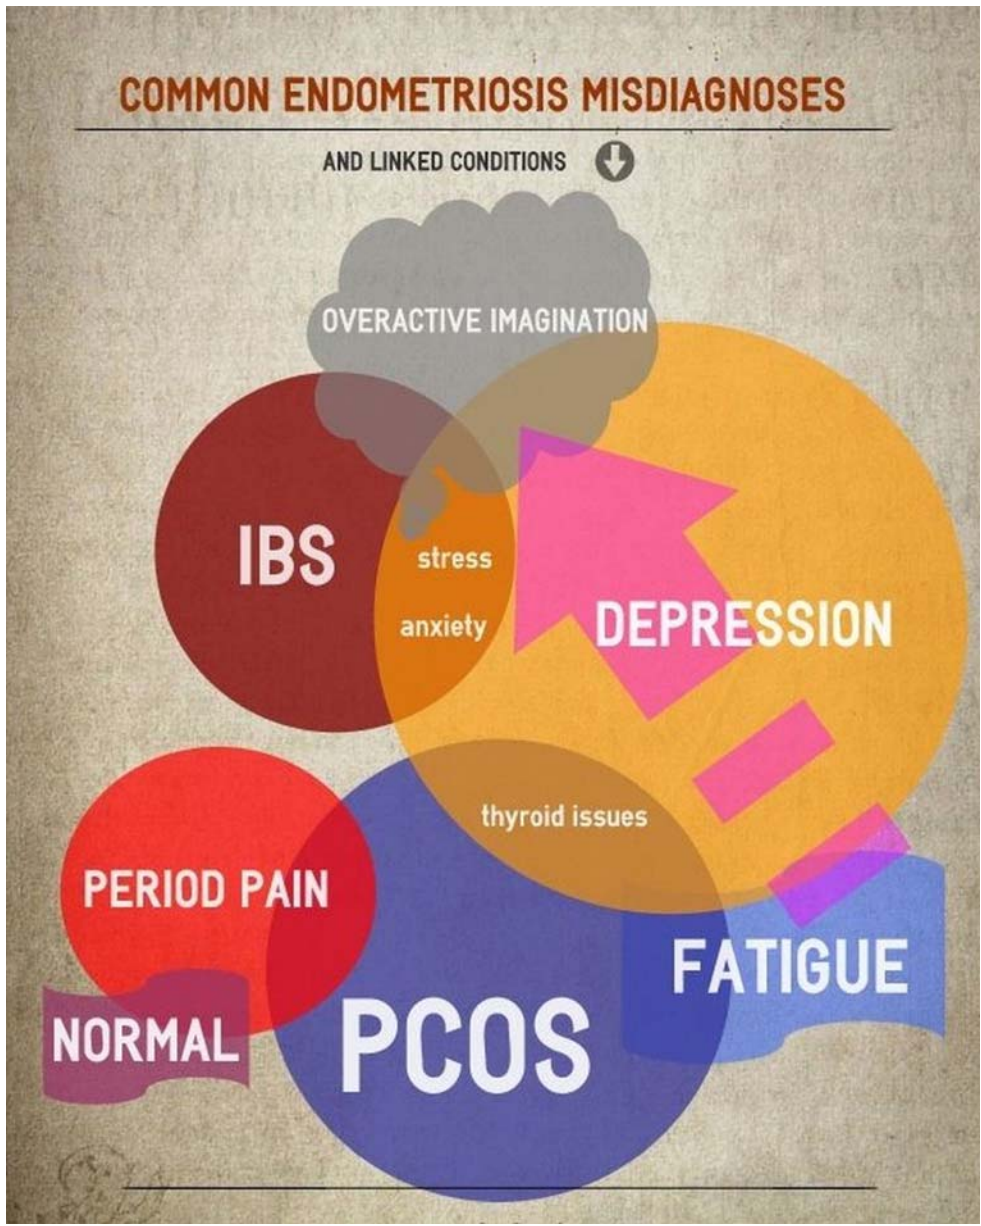 COMMON ENDOMETRIOSIS MISDIAGNOSES
AND LINKED CONDITIONS
OVERACTIVE IMAGINATION
IBS
stress
anxiety
DEPRESSION
thyroid issues
PERIOD PAIN
FATIGUE
NORMAL
PCOS